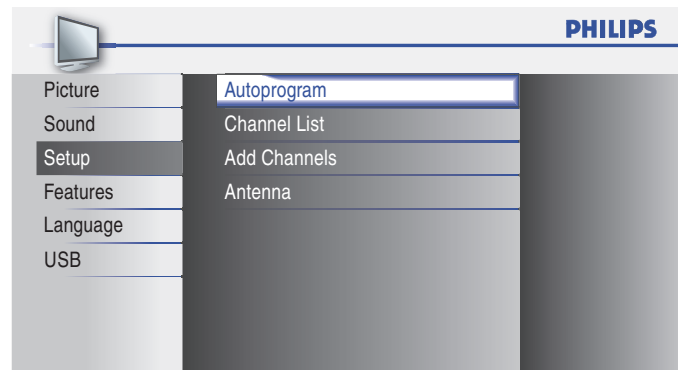 PHILIPS
Picture
Sound
Setup
Features
Language
USB
Autoprogram
Channel List
Add Channels
Antenna